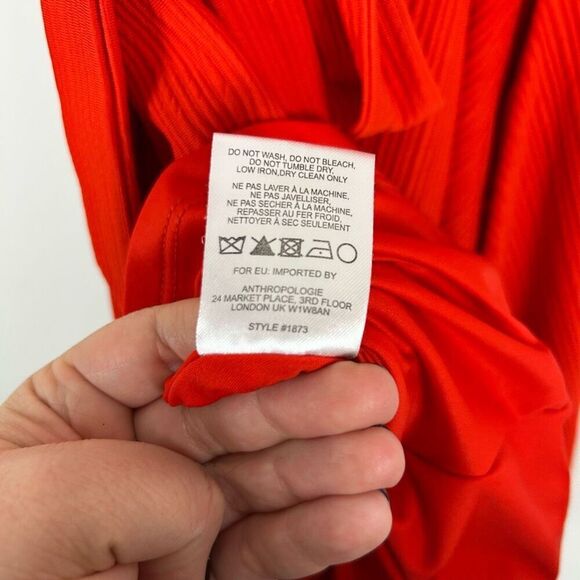 DO NOT WASH, DO NOT BLEACH,
DO NOT TUMBLE DRY,
LOW IRON,DRY CLEAN ONLY
NE PAS LAVER À LA MACHINE,
NE PAS JAVELLISER,
NE PAS SECHER À LA MACHINE,
REPASSER AU FER FROID,
NETTOYER À SEC SEULEMENT
FOR EU: IMPORTED BY
ANTHROPOLOGIE
24 MARKET PLACE, 3RD FLOOR
LONDON UK W1W8AN
STYLE #1873